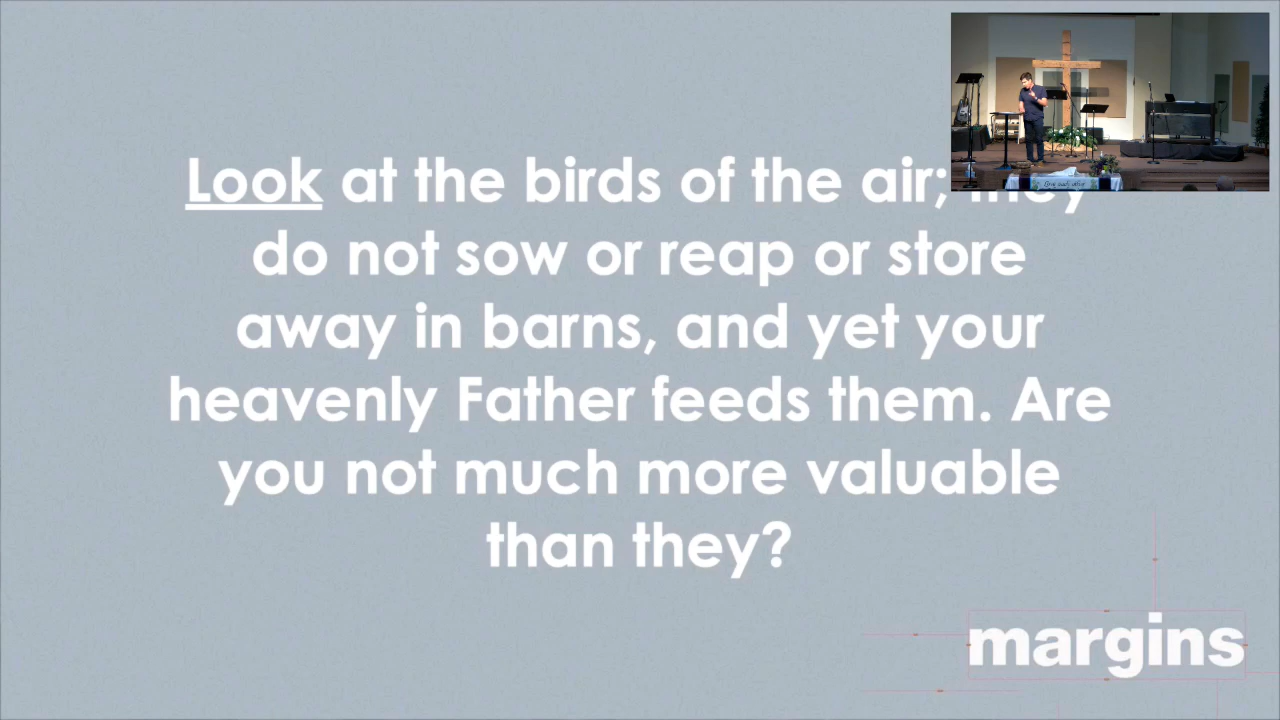 Look at the birds of the air; they
do not sow or reap or store
away in barns, and yet your
heavenly Father feeds them. Are
you not much more valuable
than they?
margins